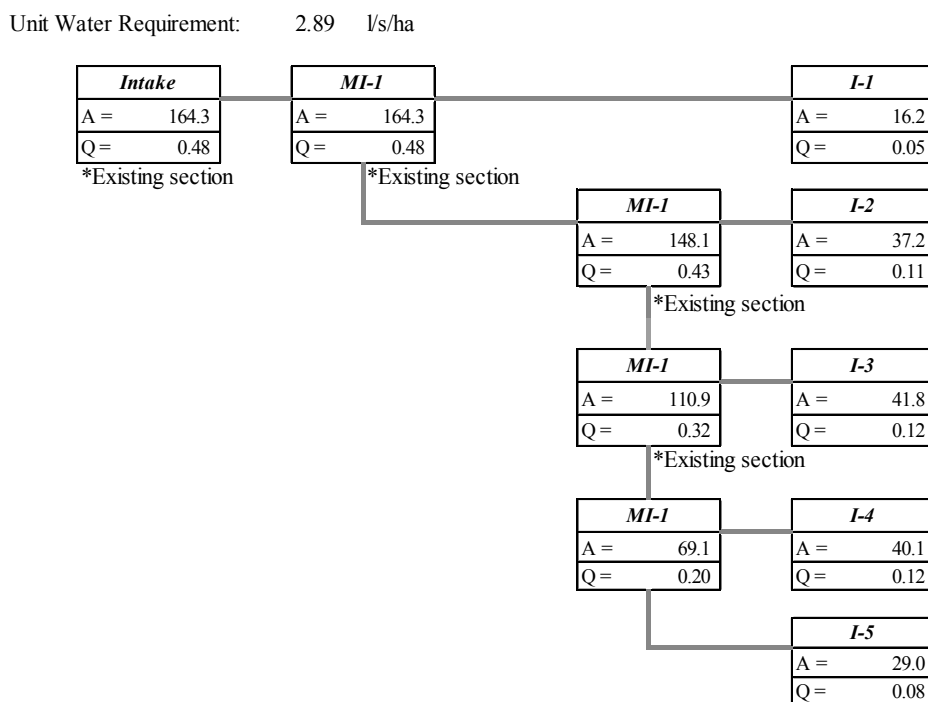 Unit Water Requirement: 2.89 l/s/ha
Intake MI-1 I-1
A = 164.3 A = 164.3 A = 16.2
Q = 0.48 Q = 0.48 Q = 0.05
*Existing section *Existing section
MI-1 I-2
A = 148.1 A = 37.2
Q = 0.43 Q = 0.11
*Existing section
MI-1 I-3
A = 110.9 A = 41.8
Q = 0.32 Q = 0.12
*Existing section
MI-1 I-4
A = 69.1 A = 40.1
Q = 0.20 Q = 0.12
I-5
A = 29.0
Q = 0.08